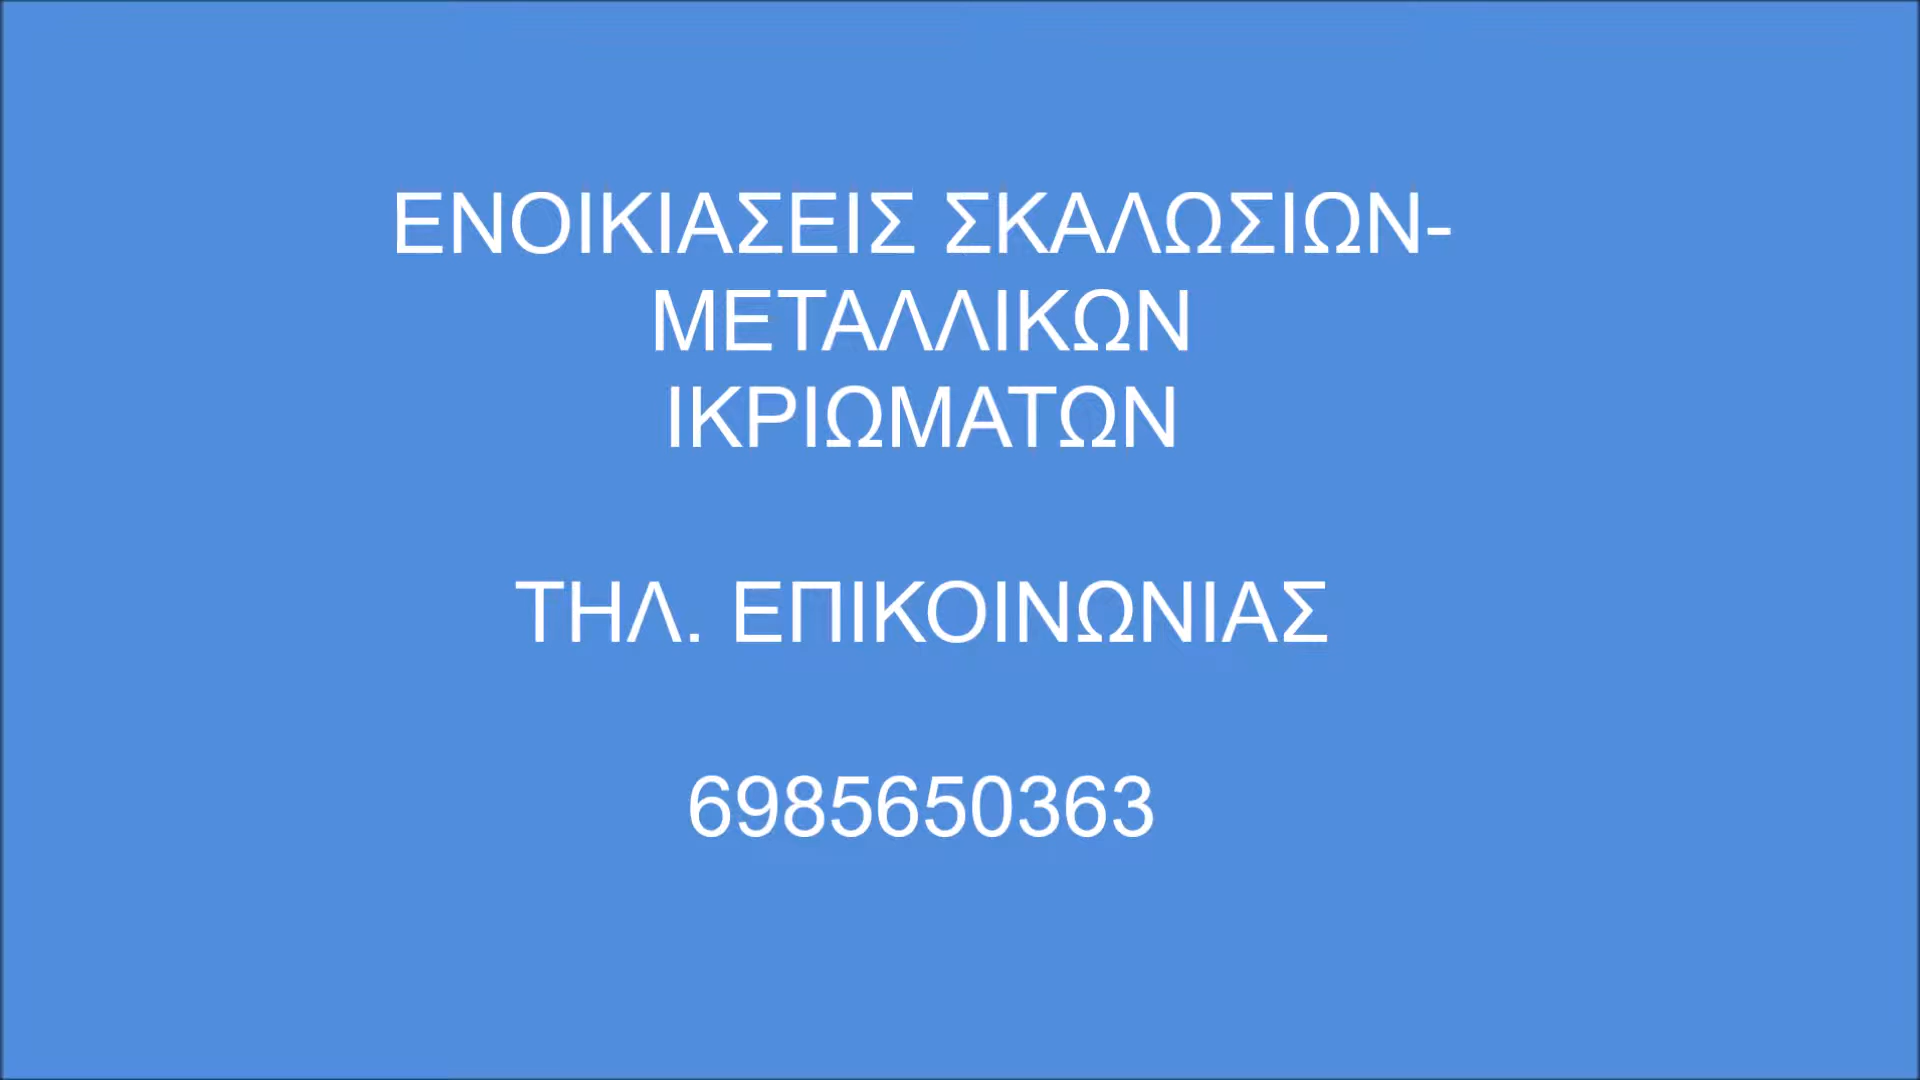 ΕΝΟΙΚΙΑΣΕΙΣ ΣΚΑΛΩΣΙΩΝ-
ΜΕΤΑΛΛΙΚΩΝ
ΙΚΡΙΩΜΑΤΩΝ
ΤΗΛ. ΕΠΙΚΟΙΝΩΝΙΑΣ
6985650363